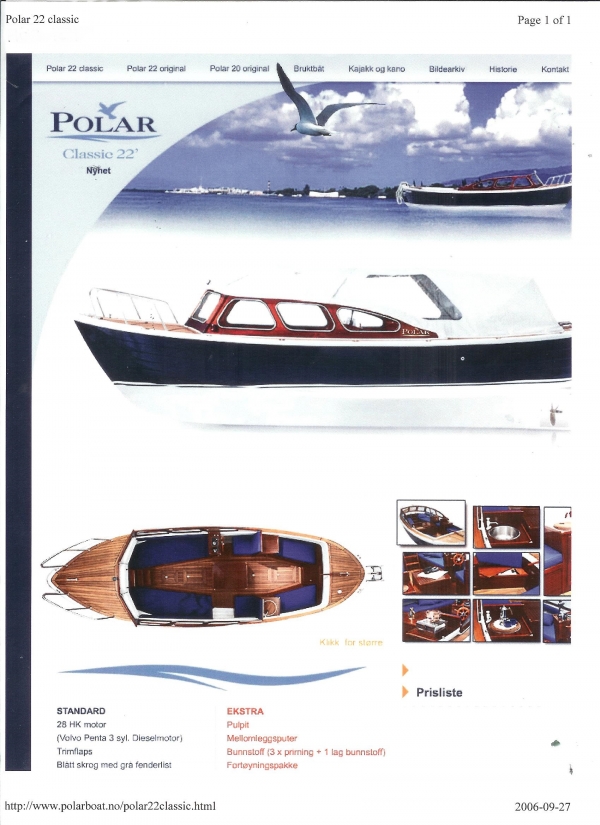 Polar 22 classic Page 1 of 1
Polar 22 classic Polar 22 original Polar 20 original Bruktbåt Kajakk og kano Bildearkiv Historie Kontakt
POLAR
Classic 22'
Nyhet
POLAR
Klikk for større
Prisliste
STANDARD
28 HK motor
(Volvo Penta 3 syl. Dieselmotor)
Trimflaps
Blått skrog med grå fenderlist
EKSTRA
Pulpit
Mellomleggsputer
Bunnstoff (3 x priming + 1 lag bunnstoff)
Fortøyningspakke
http://www.polarboat.no/polar22classic.html 2006-09-27